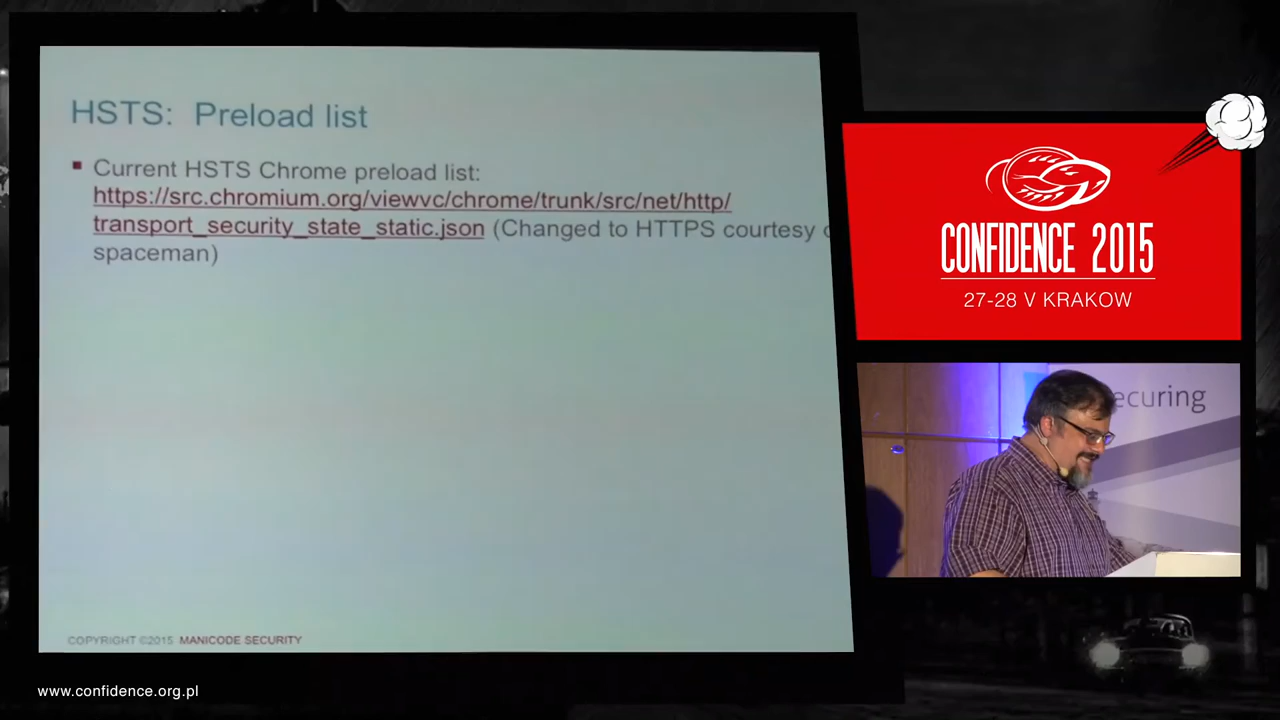 HSTS: Preload list
Current HSTS Chrome preload list:
https://src.chromium.org/viewvc/chrome/trunk/src/net/http/
transport_security_state_static.json (Changed to HTTPS courtesy
spaceman)
COPYRIGHT ©2015 MANICODE SECURITY
CONFIDENCE 2015
27-28 V KRAKOW
ecuring
www.confidence.org.pl